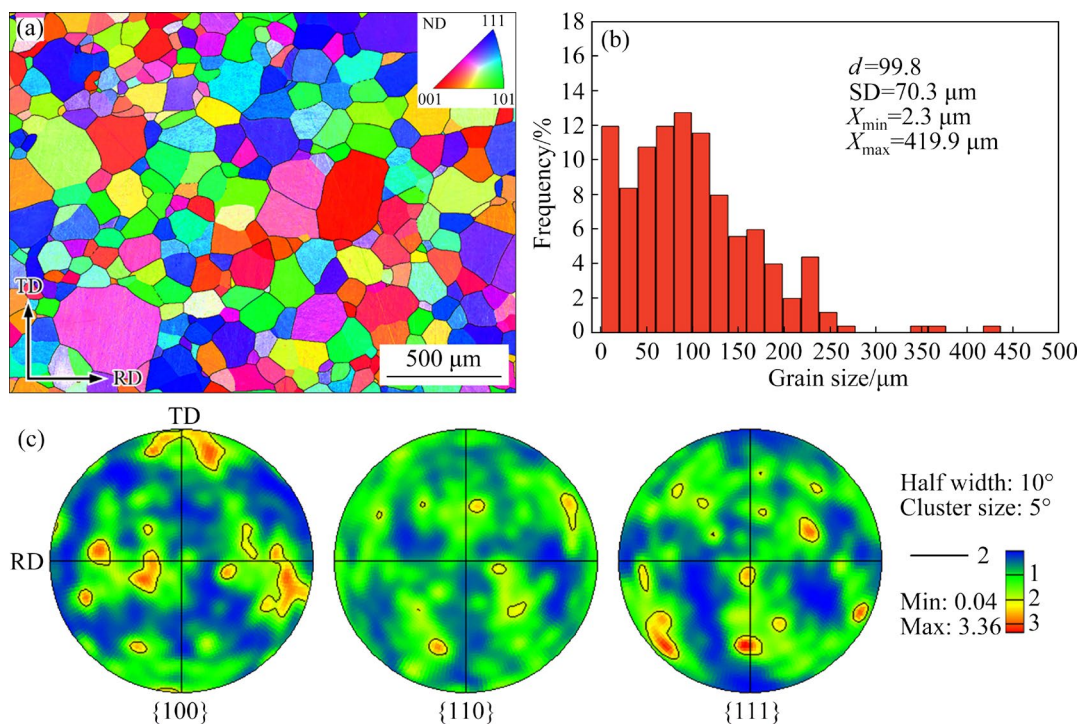 (a)
ND 111
001 101
TD
RD
500 μm
(b)
d=99.8
SD=70.3 μm
Xmin=2.3 μm
Xmax=419.9 μm
Frequency/%
18
16
14
12
10
8
6
4
2
0
0 50 100 150 200 250 300 350 400 450 500
Grain size/μm
(c)
TD
RD
{100} {110} {111}
Half width: 10°
Cluster size: 5°
2
1
2
3
Min: 0.04
Max: 3.36